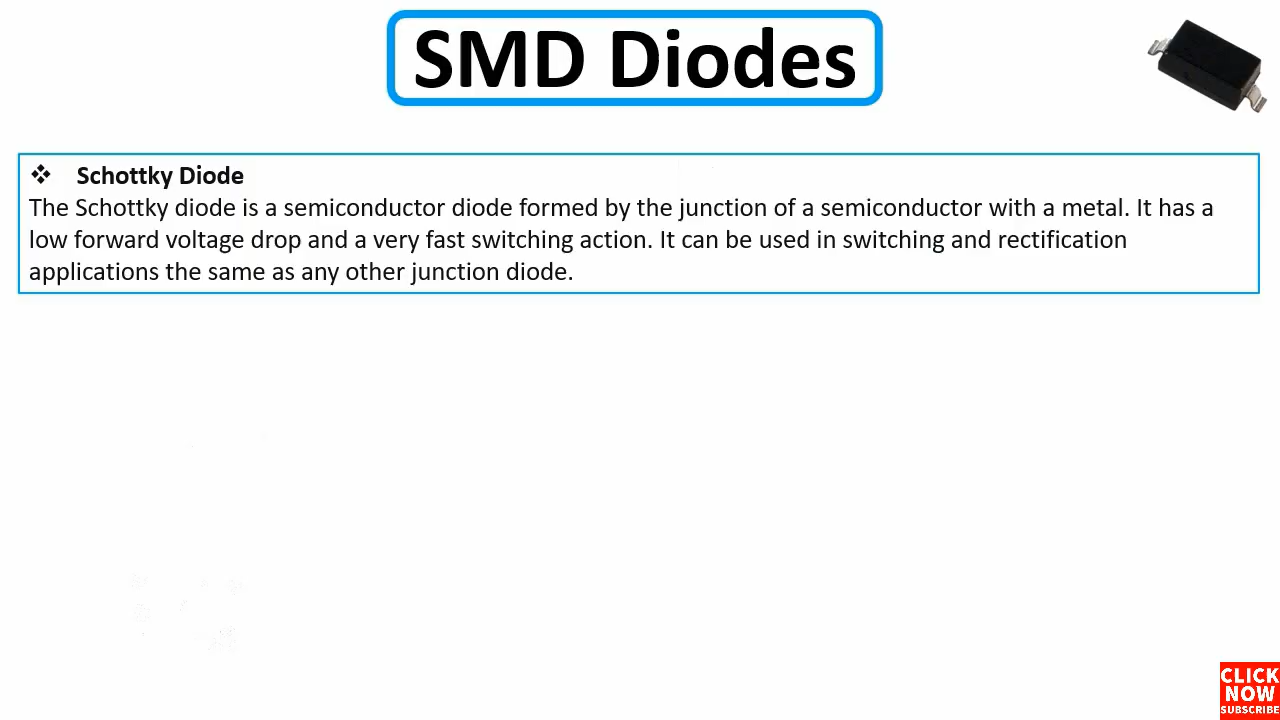 SMD Diodes
❖ Schottky Diode
The Schottky diode is a semiconductor diode formed by the junction of a semiconductor with a metal. It has a
low forward voltage drop and a very fast switching action. It can be used in switching and rectification
applications the same as any other junction diode.
CLICK
NOW
SUBSCRIBE